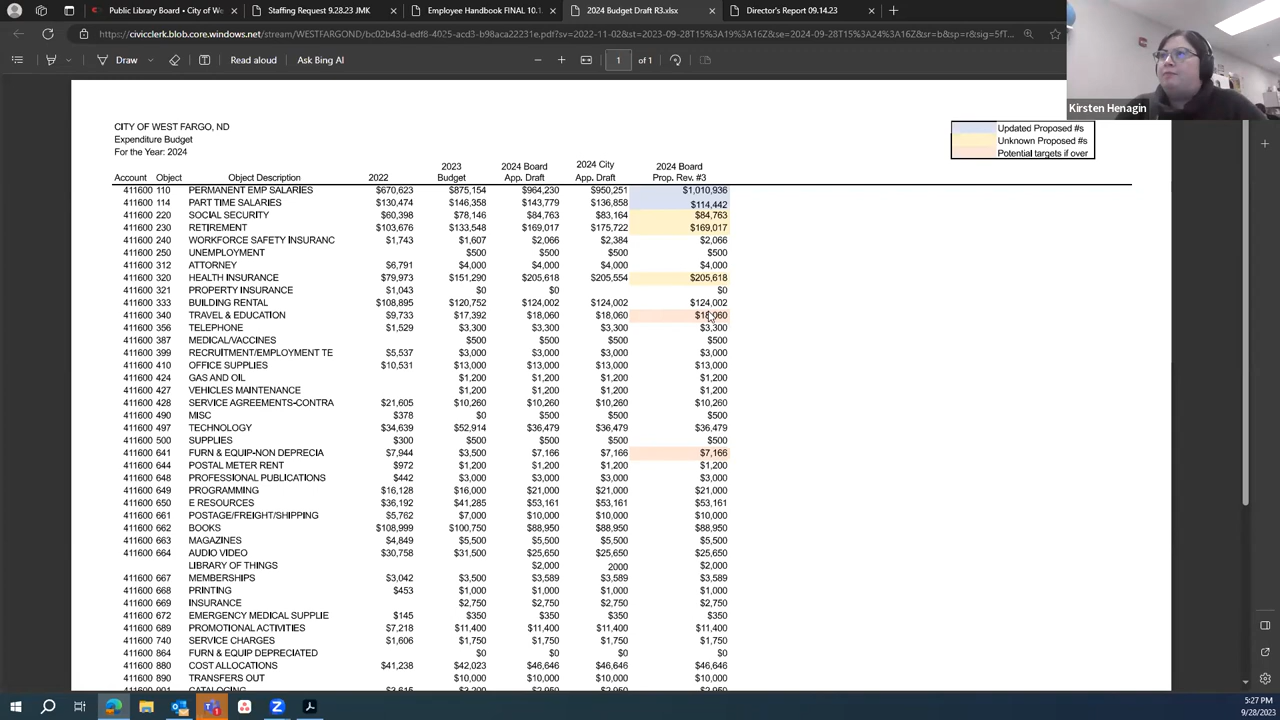 Public Library Board • City of We
Staffing Request 9.28.23 JMK
Employee Handbook FINAL 10.1
2024 Budget Draft R3.xlsx
Director's Report 09.14.23
Draw
Read aloud
Ask Bing AI
1 of 1
Kirsten Henagin
CITY OF WEST FARGO, ND
Expenditure Budget
For the Year: 2024
Updated Proposed #s
Unknown Proposed #s
Potential targets if over
2023 2024 Board 2024 City 2024 Board
Account Object Object Description 2022 Budget App. Draft App. Draft Prop. Rev. #3
411600 110 PERMANENT EMP SALARIES $670,623 $875,154 $964,230 $950,251 $1,010,936
411600 114 PART TIME SALARIES $130,474 $146,358 $143,779 $136,858 $114,442
411600 220 SOCIAL SECURITY $60,398 $78,146 $84,763 $83,164 $84,763
411600 230 RETIREMENT $103,676 $133,548 $169,017 $175,722 $169,017
411600 240 WORKFORCE SAFETY INSURANC $1,743 $1,607 $2,066 $2,384 $2,066
411600 250 UNEMPLOYMENT $500 $500 $500 $500
411600 312 ATTORNEY $6,791 $4,000 $4,000 $4,000 $4,000
411600 320 HEALTH INSURANCE $79,973 $151,290 $205,618 $205,554 $205,618
411600 321 PROPERTY INSURANCE $1,043 $0 $0 $0 $0
411600 333 BUILDING RENTAL $108,895 $120,752 $124,002 $124,002 $124,002
411600 340 TRAVEL & EDUCATION $9,733 $17,392 $18,060 $18,060 $18,060
411600 356 TELEPHONE $1,529 $3,300 $3,300 $3,300 $3,300
411600 387 MEDICAL/VACCINES $500 $500 $500 $500
411600 399 RECRUITMENT/EMPLOYMENT TE $5,537 $3,000 $3,000 $3,000 $3,000
411600 410 OFFICE SUPPLIES $10,531 $13,000 $13,000 $13,000 $13,000
411600 424 GAS AND OIL $1,200 $1,200 $1,200 $1,200
411600 427 VEHICLES MAINTENANCE $1,200 $1,200 $1,200 $1,200
411600 428 SERVICE AGREEMENTS-CONTRA $21,605 $10,260 $10,260 $10,260 $10,260
411600 490 MISC $378 $0 $500 $500 $500
411600 497 TECHNOLOGY $34,639 $52,914 $36,479 $36,479 $36,479
411600 500 SUPPLIES $300 $500 $500 $500 $500
411600 641 FURN & EQUIP-NON DEPRECIA $7,944 $3,500 $7,166 $7,166 $7,166
411600 644 POSTAL METER RENT $972 $1,200 $1,200 $1,200 $1,200
411600 648 PROFESSIONAL PUBLICATIONS $442 $3,000 $3,000 $3,000 $3,000
411600 649 PROGRAMMING $16,128 $16,000 $21,000 $21,000 $21,000
411600 650 E RESOURCES $36,192 $41,285 $53,161 $53,161 $53,161
411600 661 POSTAGE/FREIGHT/SHIPPING $5,762 $7,000 $10,000 $10,000 $10,000
411600 662 BOOKS $108,999 $100,750 $88,950 $88,950 $88,950
411600 663 MAGAZINES $4,849 $5,500 $5,500 $5,500 $5,500
411600 664 AUDIO VIDEO $30,758 $31,500 $25,650 $25,650 $25,650
LIBRARY OF THINGS $2,000 2000 $2,000
411600 667 MEMBERSHIPS $3,042 $3,500 $3,589 $3,589 $3,589
411600 668 PRINTING $453 $1,000 $1,000 $1,000 $1,000
411600 669 INSURANCE $2,750 $2,750 $2,750 $2,750
411600 672 EMERGENCY MEDICAL SUPPLIE $145 $350 $350 $350 $350
411600 689 PROMOTIONAL ACTIVITIES $7,218 $11,400 $11,400 $11,400 $11,400
411600 740 SERVICE CHARGES $1,606 $1,750 $1,750 $1,750 $1,750
411600 864 FURN & EQUIP DEPRECIATED $0 $0 $0 $0
411600 880 COST ALLOCATIONS $41,238 $42,023 $46,646 $46,646 $46,646
411600 890 TRANSFERS OUT $10,000 $10,000 $10,000 $10,000
5:27 PM
9/28/2023